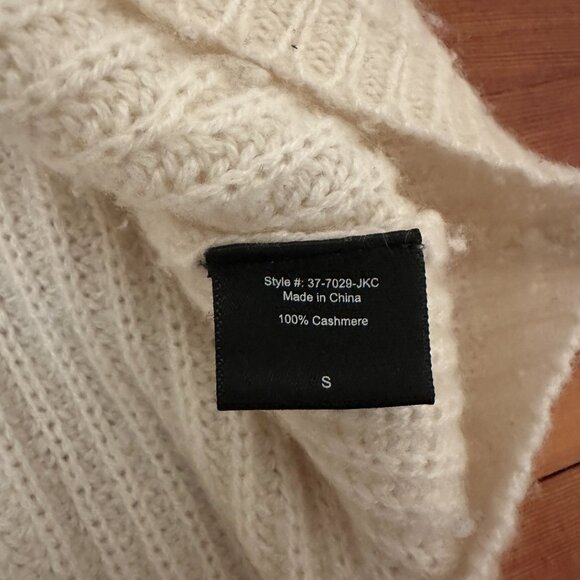 Style #: 37-7029-JKC
Made in China
100% Cashmere
S